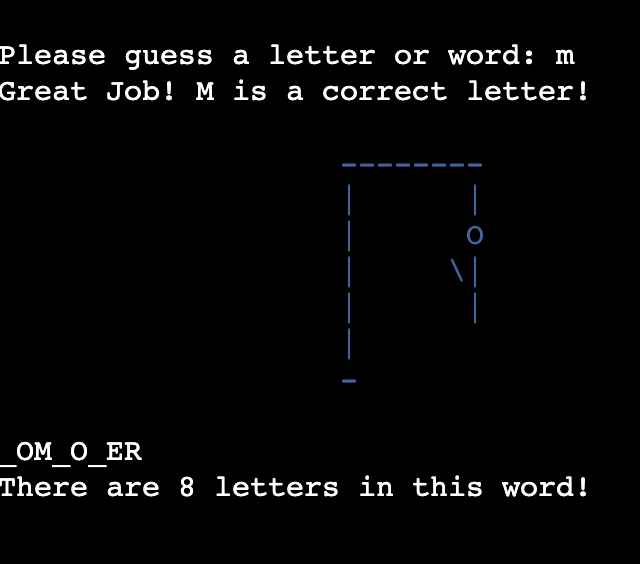 Please guess a letter or word: m
Great Job! M is a correct letter!
--------
|      |
|      O
|     \|
|      |
|
-
_OM_O_ER
There are 8 letters in this word!